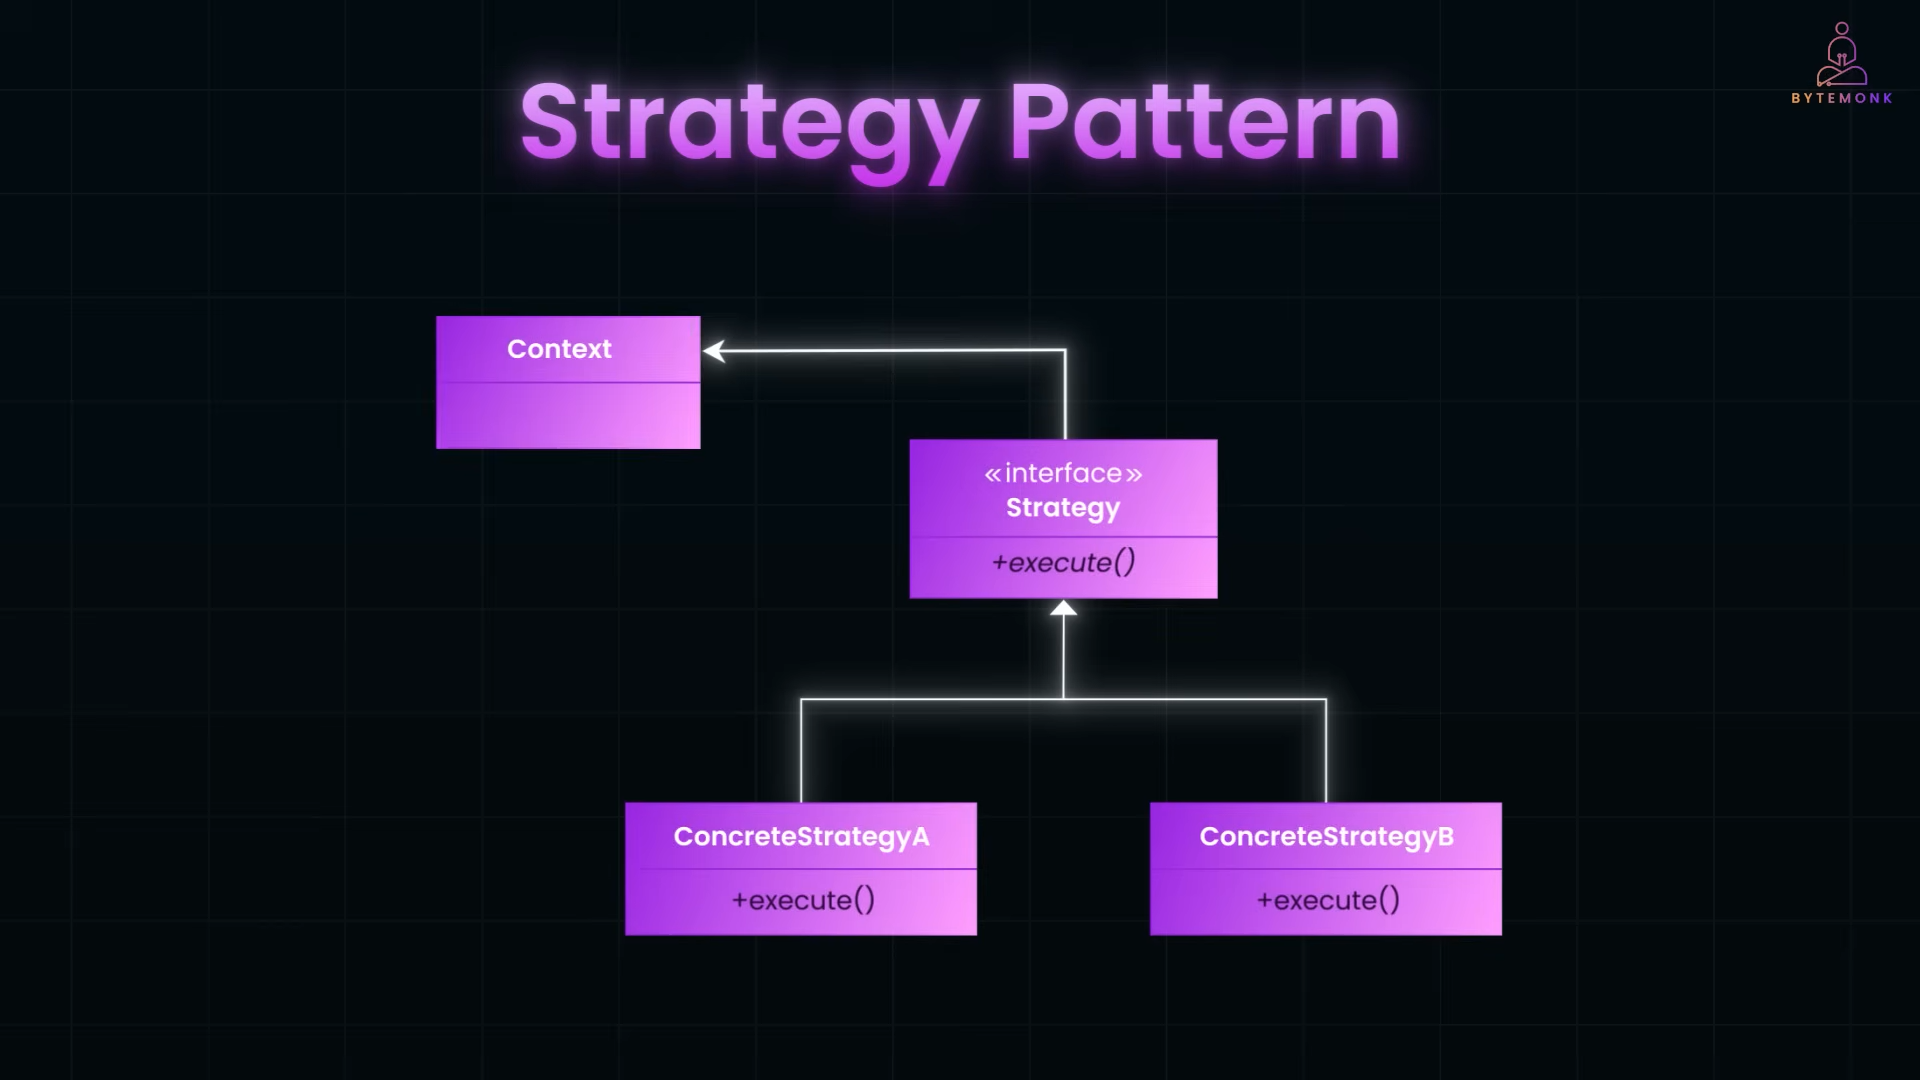 Strategy Pattern
BYTEMONK
Context
«interface»
Strategy
+execute()
ConcreteStrategyA
+execute()
ConcreteStrategyB
+execute()